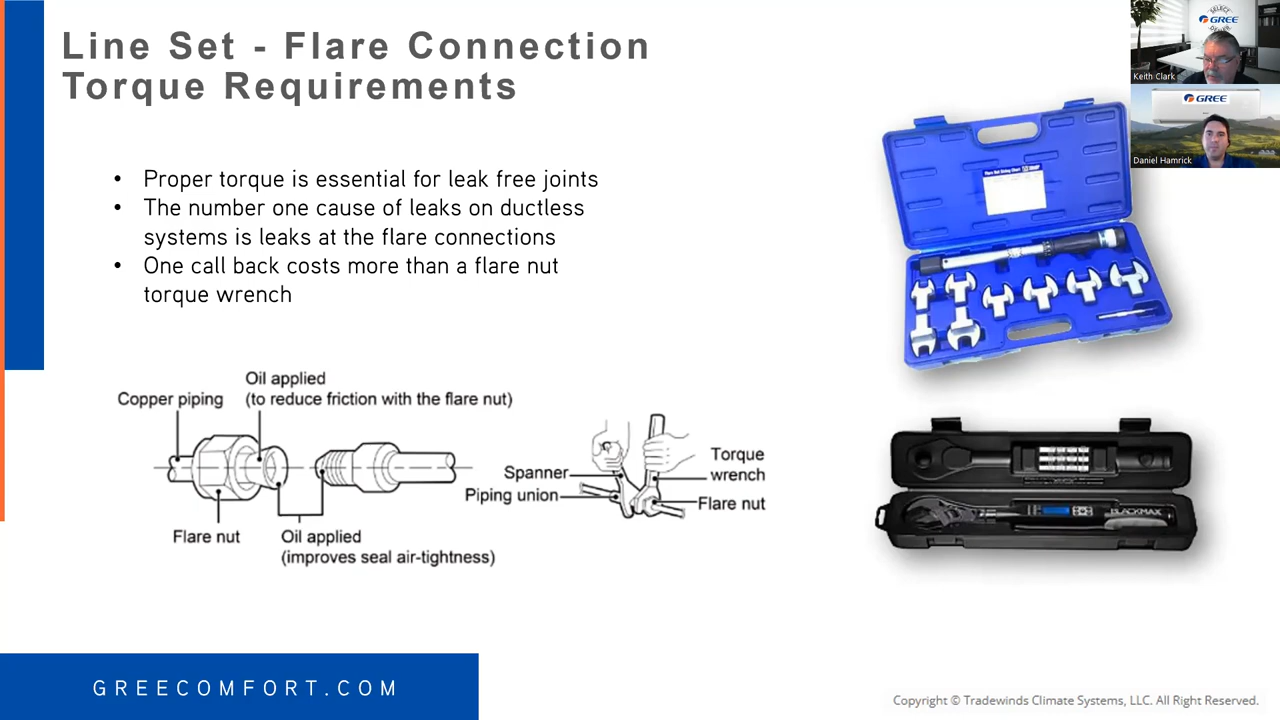 Line Set - Flare Connection
Torque Requirements
• Proper torque is essential for leak free joints
• The number one cause of leaks on ductless
systems is leaks at the flare connections
• One call back costs more than a flare nut
torque wrench
Oil applied
(to reduce friction with the flare nut)
Copper piping
Flare nut
Oil applied
(improves seal air-tightness)
Spanner
Piping union
Torque
wrench
Flare nut
SELECT
GREE
Keith Clark
GREE
Daniel Hamrick
BLACKMAX
GREECOMFORT.COM
Copyright © Tradewinds Climate Systems, LLC. All Right Reserved.